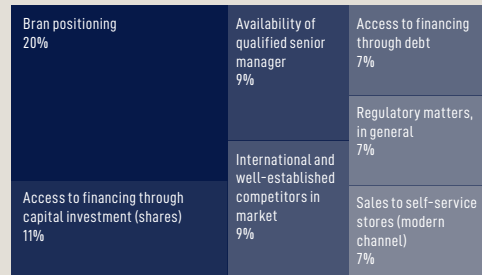 Bran positioning
20%
Access to financing through
capital investment (shares)
11%
Availability of
qualified senior
manager
9%
International and
well-established
competitors in
market
9%
Access to financing
through debt
7%
Regulatory matters,
in general
7%
Sales to self-service
stores (modern
channel)
7%